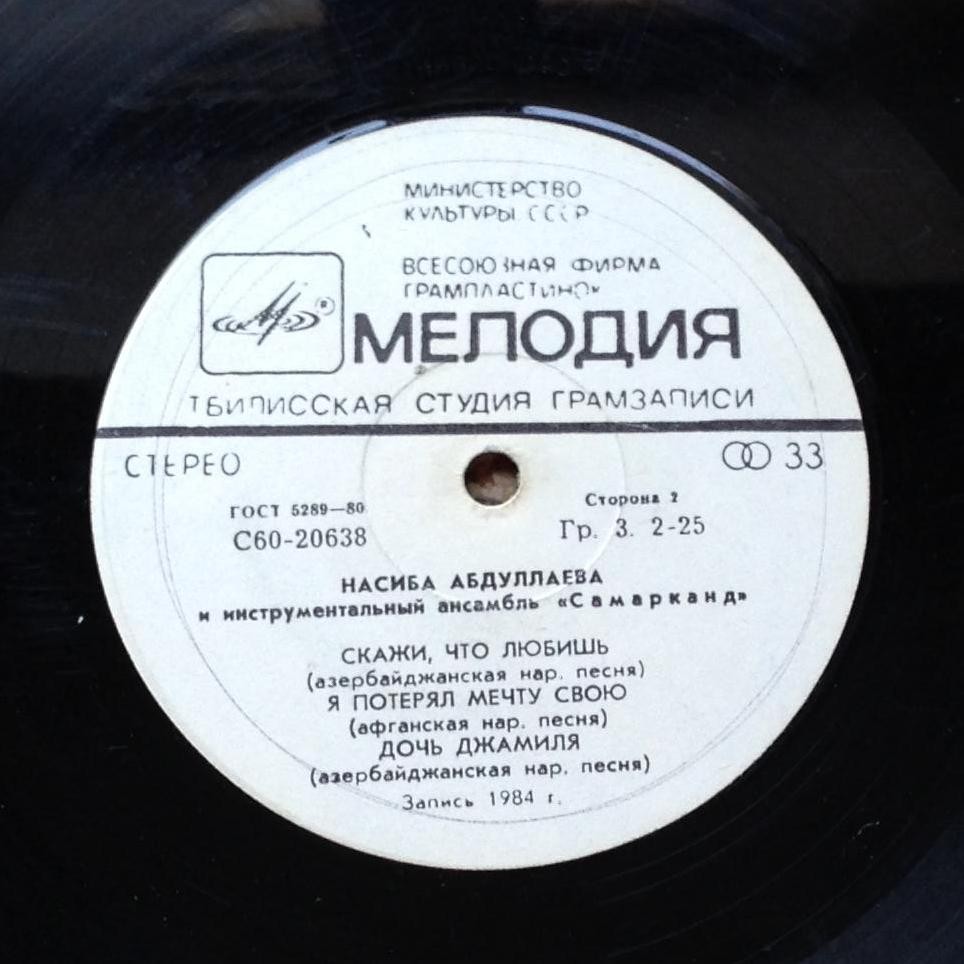 МИНИСТЕРСТВО
КУЛЬТУРЫ СССР
ВСЕСОЮЗНАЯ ФИРМА
ГРАМПЛАСТИНОК
®
МЕЛОДИЯ
ТБИЛИССКАЯ СТУДИЯ ГРАМЗАПИСИ
СТЕРЕО
33
ГОСТ 5289—80
Сторона 2
С60-20638
Гр. 3. 2-25
НАСИБА АБДУЛЛАЕВА
и инструментальный ансамбль «Самарканд»
СКАЖИ, ЧТО ЛЮБИШЬ
(азербайджанская нар. песня)
Я ПОТЕРЯЛ МЕЧТУ СВОЮ
(афганская нар. песня)
ДОЧЬ ДЖАМИЛЯ
(азербайджанская нар. песня)
Запись 1984 г.